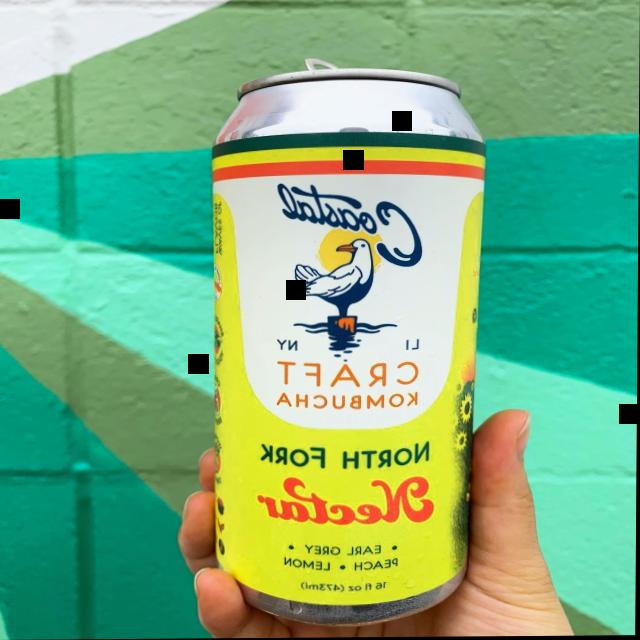 Coastal
LI NY
CRAFT
KOMBUCHA
NORTH FORK
Nectar
• EARL GREY •
PEACH • LEMON
16 fl oz (473ml)